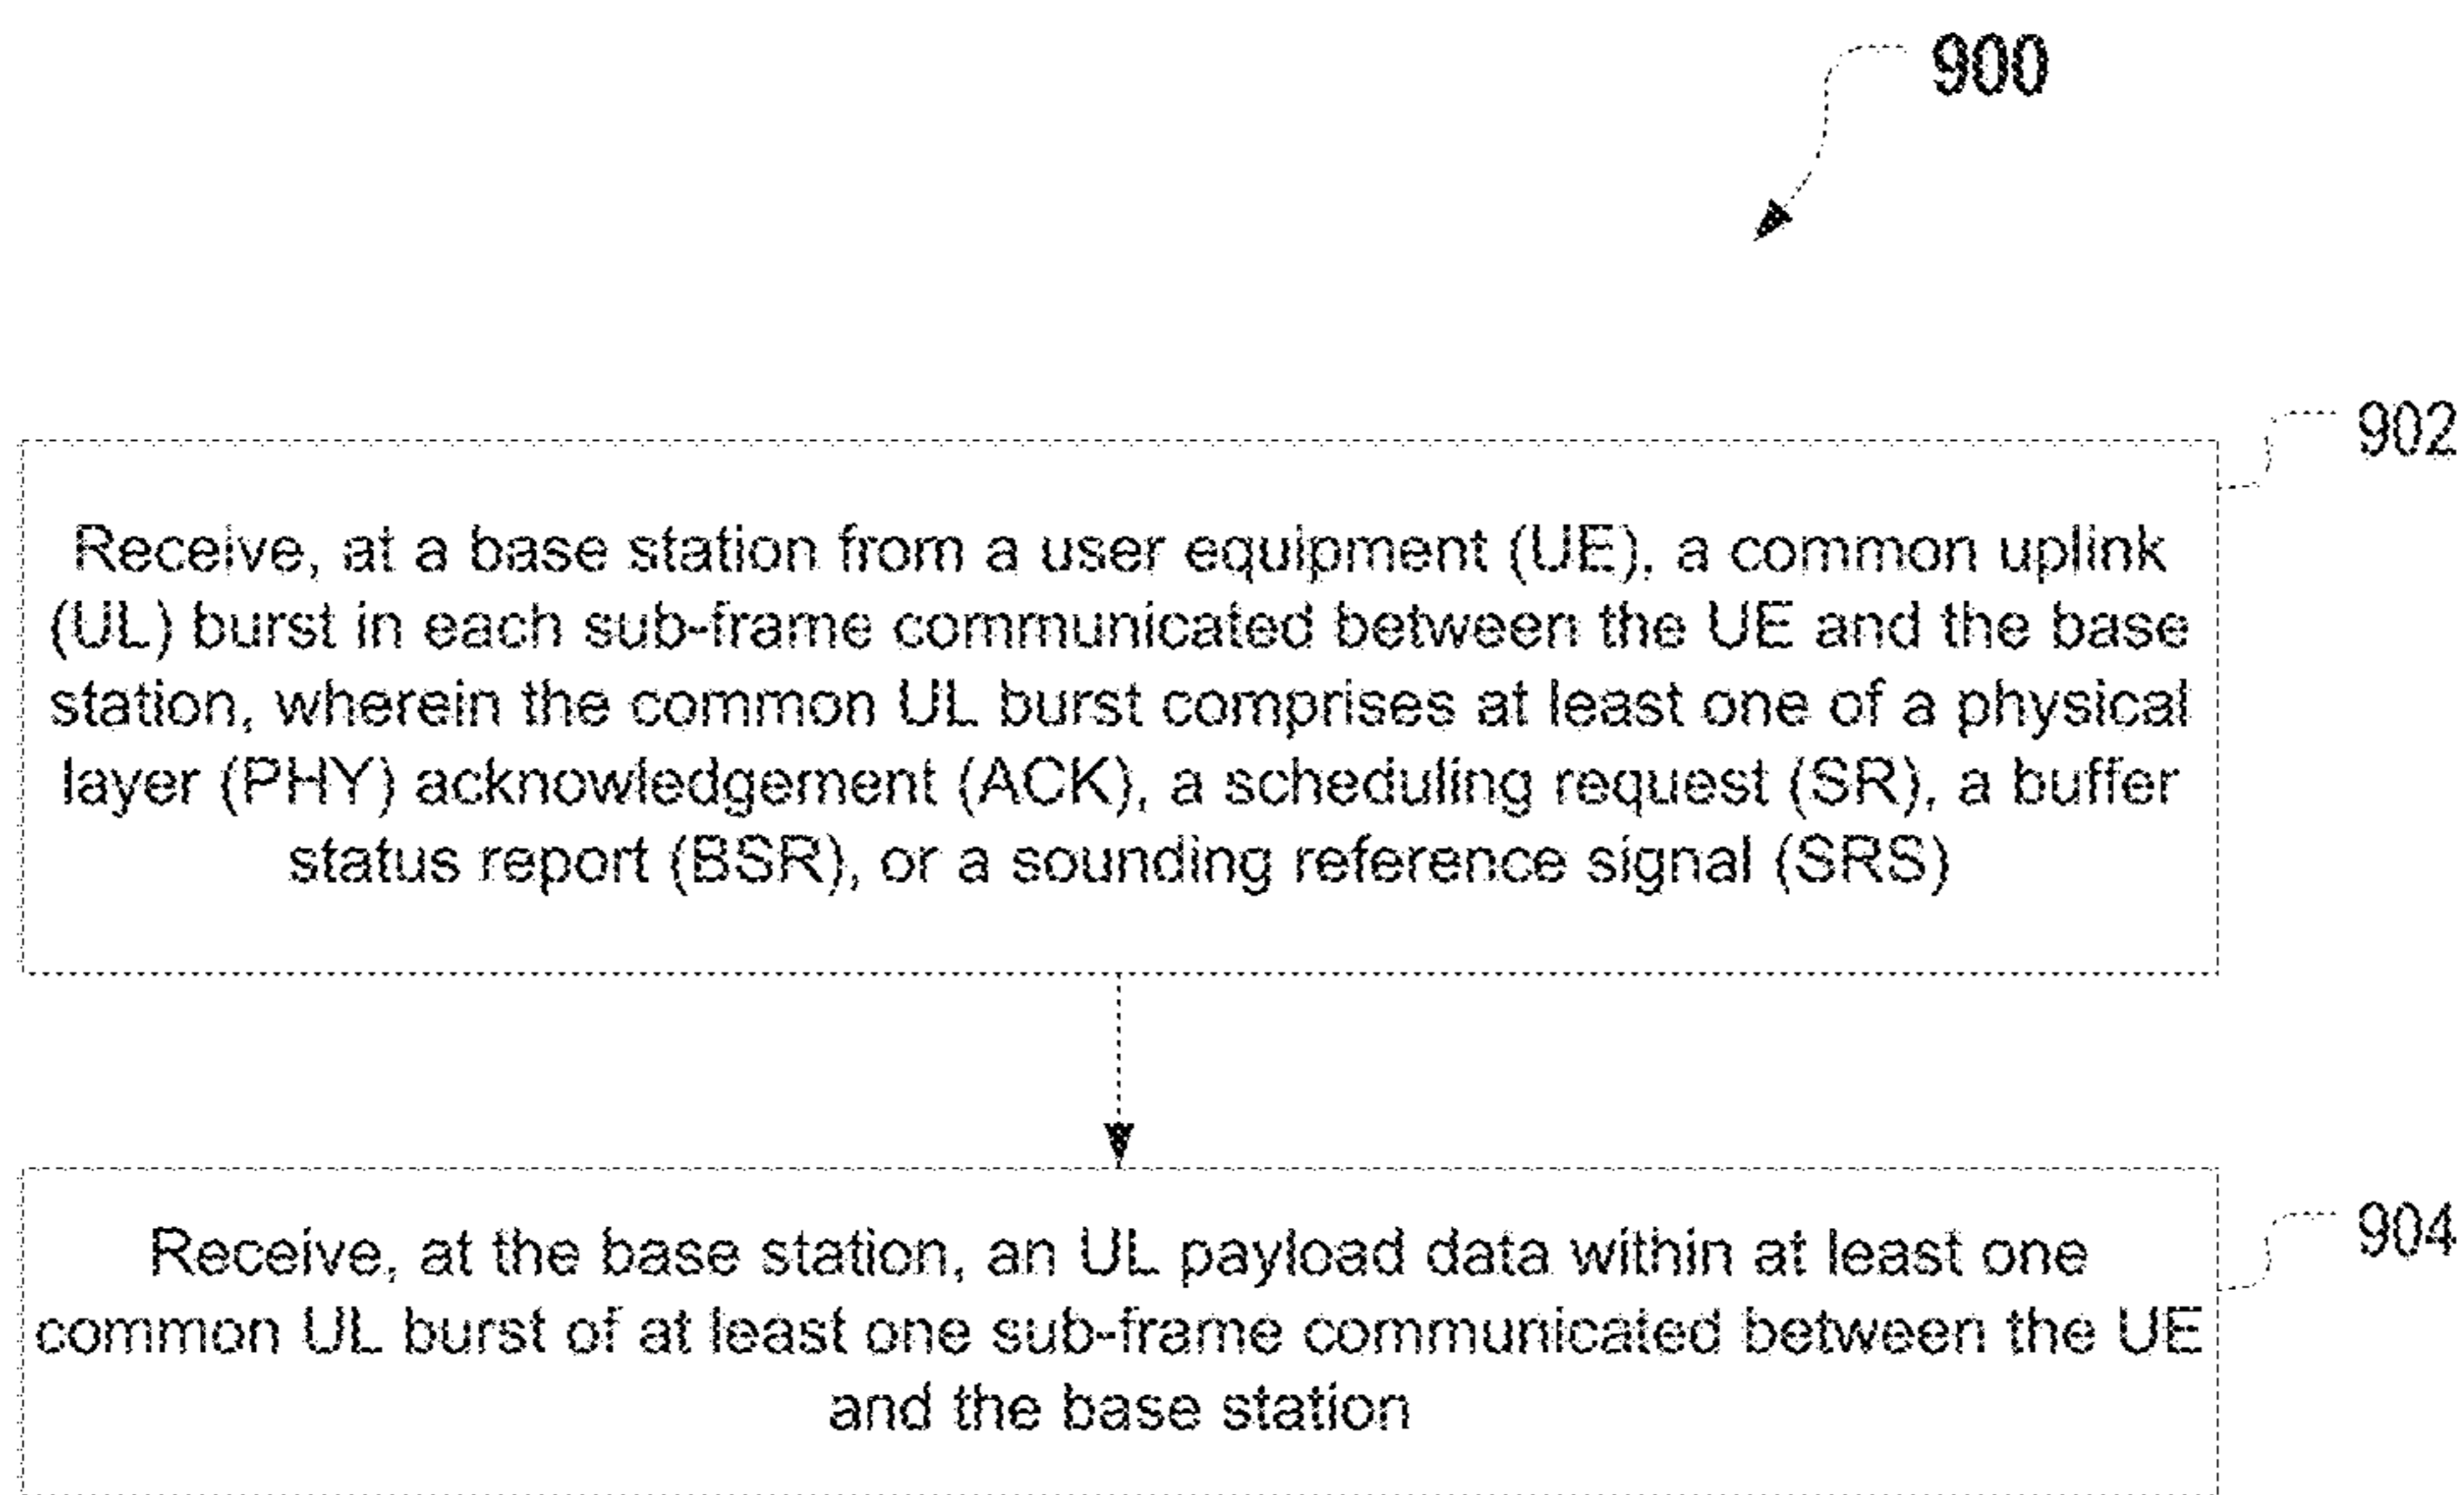 900
902
Receive, at a base station from a user equipment (UE), a common uplink
(UL) burst in each sub-frame communicated between the UE and the base
station, wherein the common UL burst comprises at least one of a physical
layer (PHY) acknowledgement (ACK), a scheduling request (SR), a buffer
status report (BSR), or a sounding reference signal (SRS)
904
Receive, at the base station, an UL payload data within at least one
common UL burst of at least one sub-frame communicated between the UE
and the base station